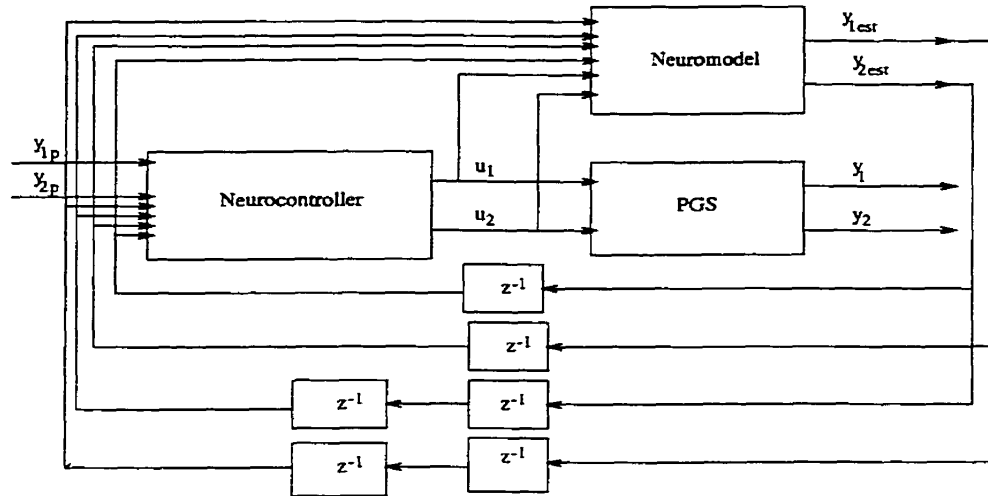 y1est
Neuromodel
y2est
y1p
y2p
Neurocontroller
u1
u2
PGS
y1
y2
z-1
z-1
z-1
z-1
z-1
z-1